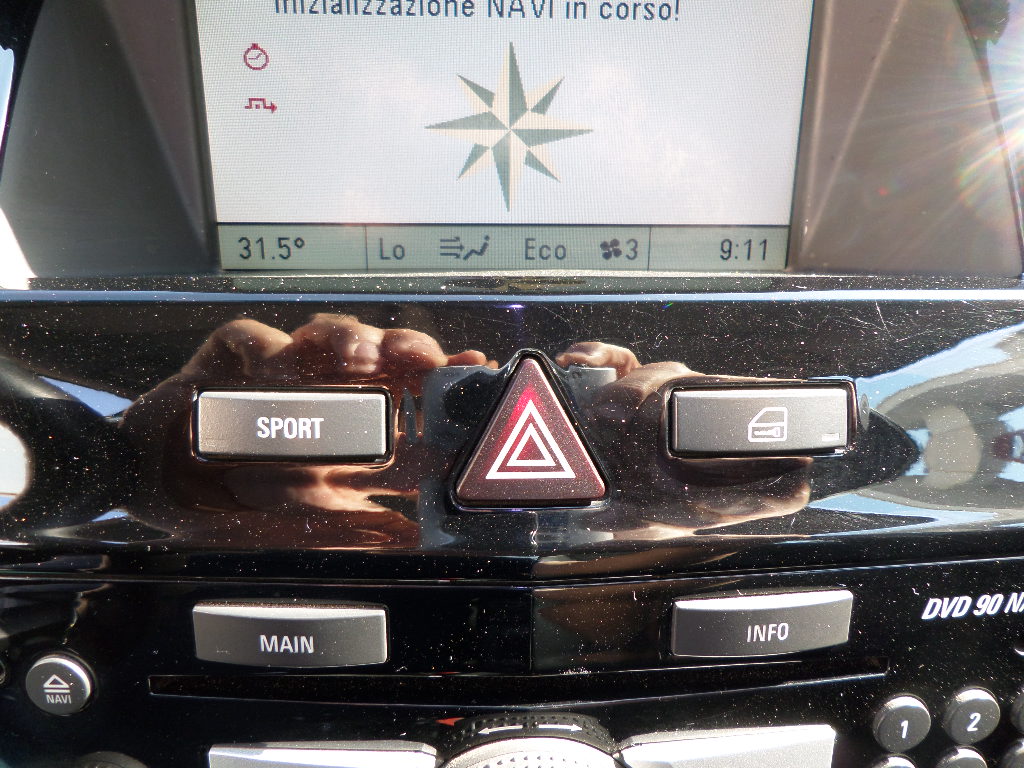 Inizializzazione NAVI in corso!
31.5° Lo Eco 3 9:11
SPORT
MAIN INFO
DVD 90 
NAVI
1 2